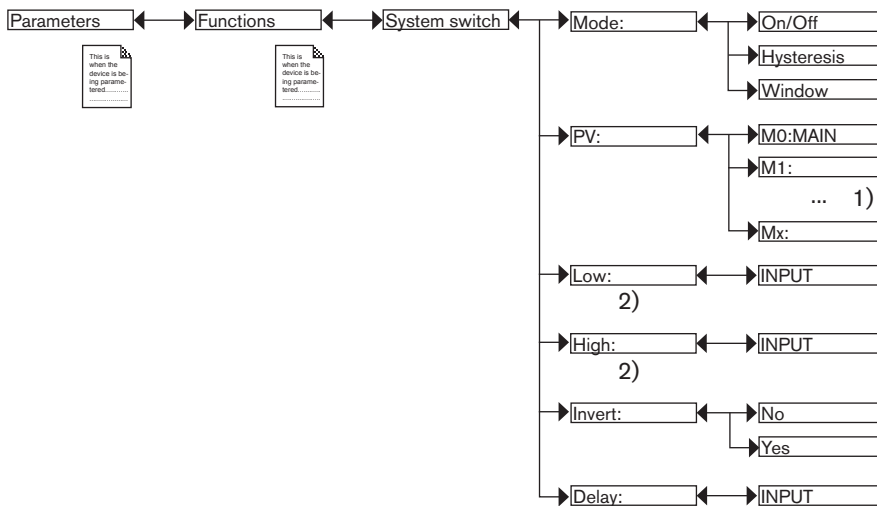 Parameters
Functions
System switch
Mode:
On/Off
Hysteresis
Window
This is
when the
device is be-
ing parame-
tered...........
....................
This is
when the
device is be-
ing parame-
tered...........
....................
PV:
M0:MAIN
M1:
... 1)
Mx:
Low:
INPUT
2)
High:
INPUT
2)
Invert:
No
Yes
Delay:
INPUT